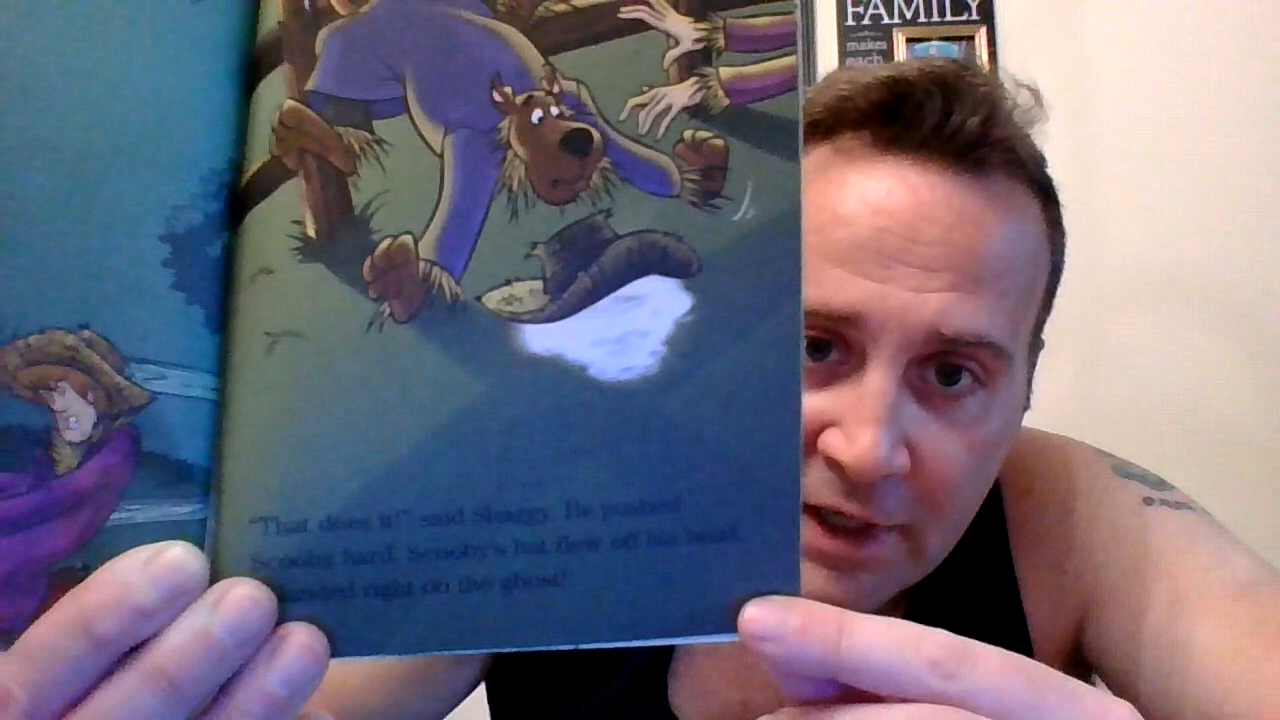 FAMILY
makes
each
"That does it!" said Shaggy. He pushed
Scooby hard. Scooby's hat flew off his head.
landed right on the ghost!